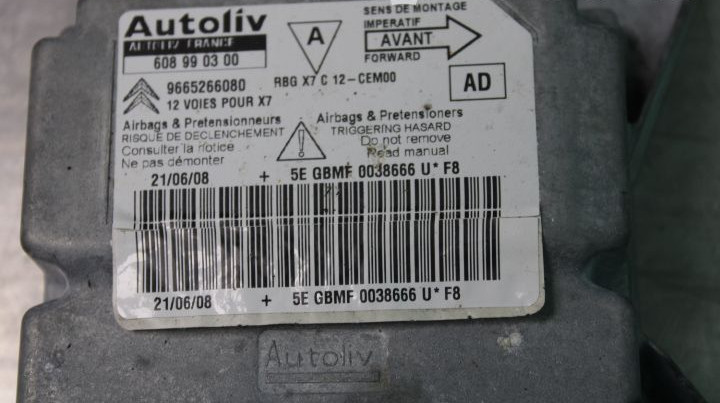 Autoliv
AUTOLIV FRANCE
608 99 03 00
A
SENS DE MONTAGE
IMPERATIF
AVANT
FORWARD
9665266080
RBG X7 C 12-CEM00
AD
12 VOIES POUR X7
Airbags & Pretensionneurs
RISQUE DE DECLENCHEMENT
Consulter la notice
Ne pas démonter
Airbags & Pretensioners
TRIGGERING HASARD
Do not remove
Read manual
21/06/08 + 5E GBMF 0038666 U* F8
21/06/08 + 5E GBMF 0038666 U* F8
Autoliv